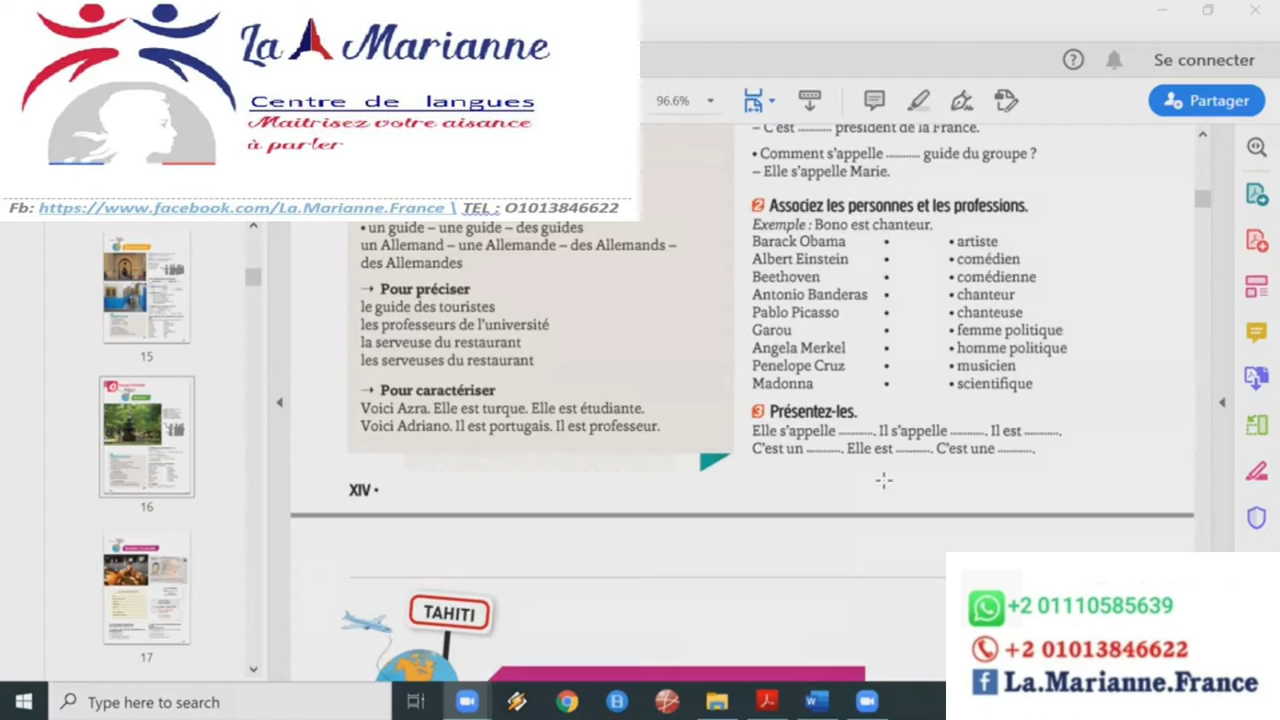 La Marianne
Centre de langues
Maîtrisez votre aisance
à parler
Fb: https://www.facebook.com/La.Marianne.France \ TEL : 01013846622
Se connecter
96.6%
Partager
– C'est .......... président de la France.
• Comment s'appelle .......... guide du groupe ?
– Elle s'appelle Marie.
2 Associez les personnes et les professions.
Exemple : Bono est chanteur.
Barack Obama • • artiste
Albert Einstein • • comédien
Beethoven • • comédienne
Antonio Banderas • • chanteur
Pablo Picasso • • chanteuse
Garou • • femme politique
Angela Merkel • • homme politique
Penelope Cruz • • musicien
Madonna • • scientifique
3 Présentez-les.
Elle s'appelle .......... . Il s'appelle .......... . Il est .......... .
C'est un .......... . Elle est .......... . C'est une .......... .
• un guide – une guide – des guides
un Allemand – une Allemande – des Allemands –
des Allemandes
→ Pour préciser
le guide des touristes
les professeurs de l'université
la serveuse du restaurant
les serveuses du restaurant
→ Pour caractériser
Voici Azra. Elle est turque. Elle est étudiante.
Voici Adriano. Il est portugais. Il est professeur.
XIV •
15
16
17
TAHITI
+2 01110585639
+2 01013846622
La.Marianne.France
Type here to search